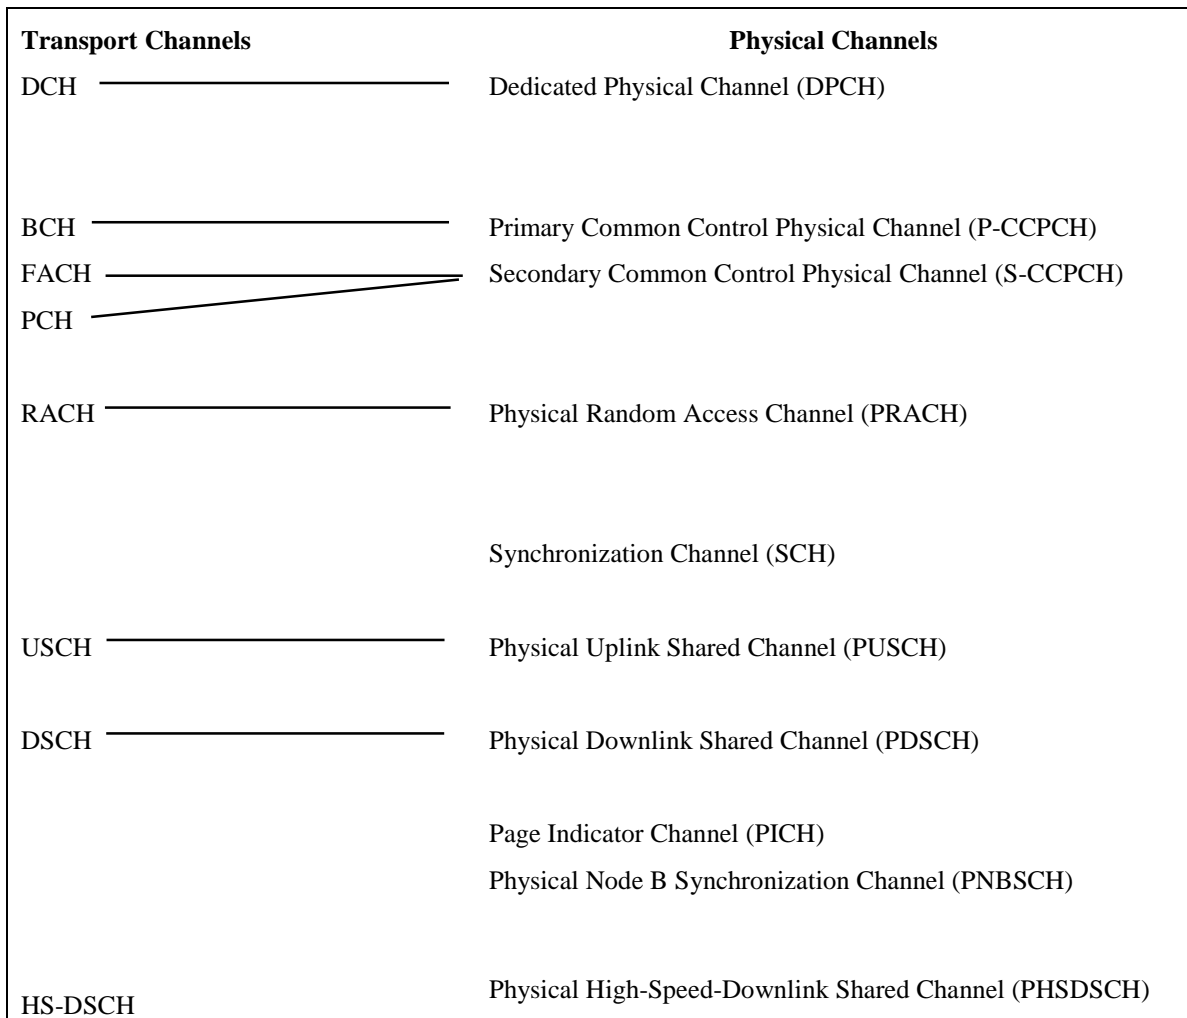 Transport Channels Physical Channels
DCH Dedicated Physical Channel (DPCH)
BCH Primary Common Control Physical Channel (P-CCPCH)
FACH Secondary Common Control Physical Channel (S-CCPCH)
PCH
RACH Physical Random Access Channel (PRACH)
Synchronization Channel (SCH)
USCH Physical Uplink Shared Channel (PUSCH)
DSCH Physical Downlink Shared Channel (PDSCH)
Page Indicator Channel (PICH)
Physical Node B Synchronization Channel (PNBSCH)
Physical High-Speed-Downlink Shared Channel (PHSDSCH)
HS-DSCH